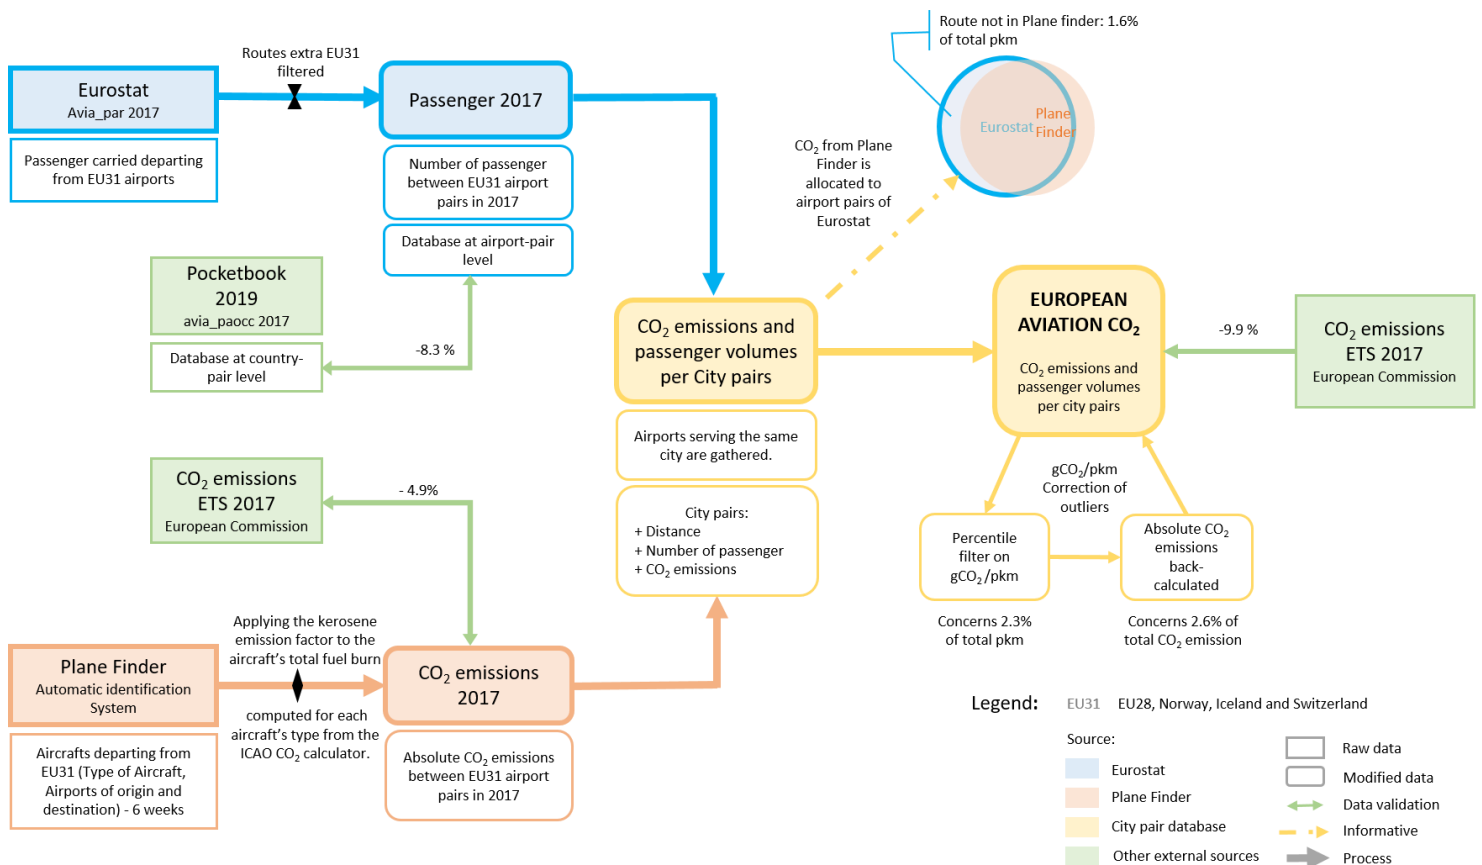 Routes extra EU31
filtered
Eurostat
Avia_par 2017
Passenger carried departing
from EU31 airports
Passenger 2017
Number of passenger
between EU31 airport
pairs in 2017
Database at airport-pair
level
Pocketbook
2019
avia_paocc 2017
Database at country-
pair level
-8.3 %
CO₂ emissions
ETS 2017
European Commission
- 4.9%
Applying the kerosene
emission factor to the
aircraft's total fuel burn
computed for each
aircraft's type from the
ICAO CO₂ calculator.
Plane Finder
Automatic identification
System
Aircrafts departing from
EU31 (Type of Aircraft,
Airports of origin and
destination) - 6 weeks
CO₂ emissions
2017
Absolute CO₂ emissions
between EU31 airport
pairs in 2017
CO₂ emissions and
passenger volumes
per City pairs
Airports serving the same
city are gathered.
City pairs:
+ Distance
+ Number of passenger
+ CO₂ emissions
CO₂ from Plane
Finder is
allocated to
airport pairs of
Eurostat
Route not in Plane finder: 1.6%
of total pkm
Eurostat
Plane
Finder
EUROPEAN
AVIATION CO₂
CO₂ emissions and
passenger volumes
per city pairs
-9.9 %
CO₂ emissions
ETS 2017
European Commission
gCO₂/pkm
Correction of
outliers
Percentile
filter on
gCO₂/pkm
Concerns 2.3%
of total pkm
Absolute CO₂
emissions
back-
calculated
Concerns 2.6% of
total CO₂ emission
Legend:
EU31 EU28, Norway, Iceland and Switzerland
Source:
Eurostat
Plane Finder
City pair database
Other external sources
Raw data
Modified data
Data validation
Informative
Process